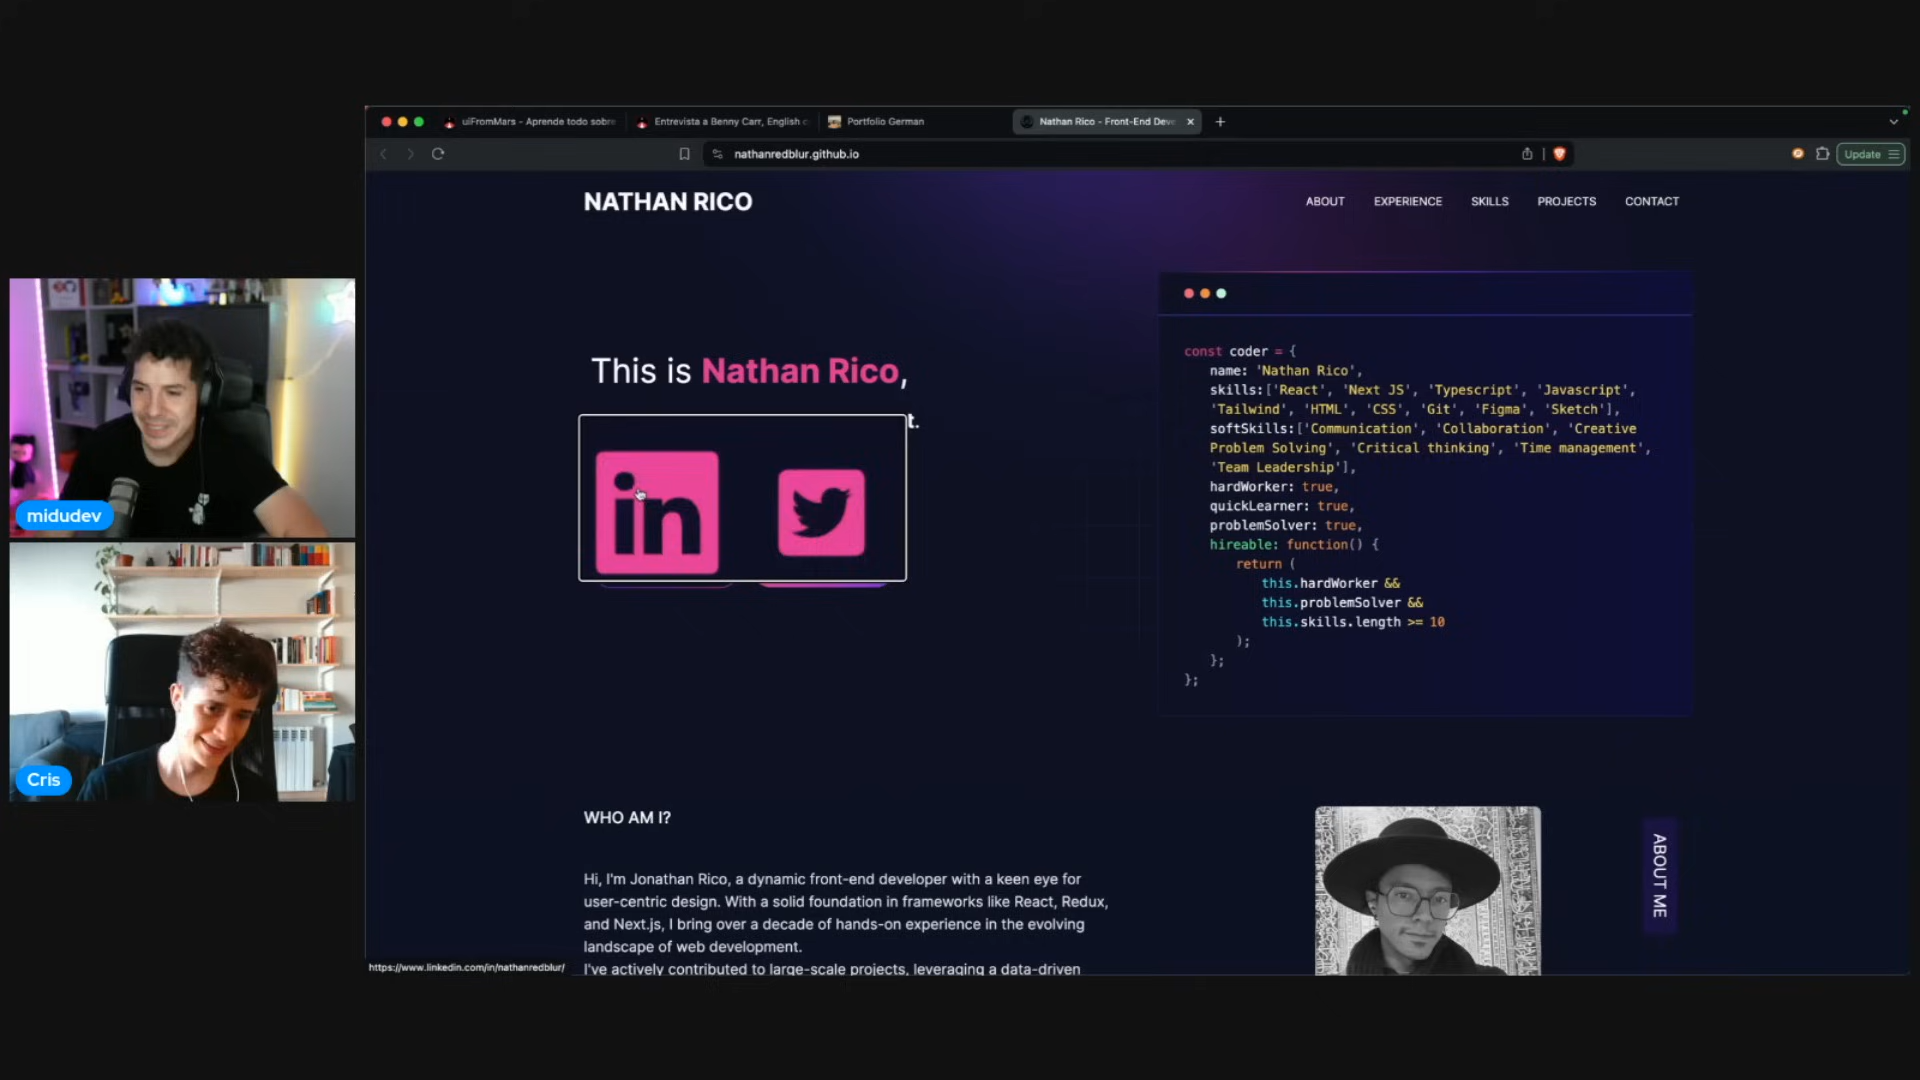 uiFromMars - Aprende todo sobre
Entrevista a Benny Carr, English c
Portfolio German
Nathan Rico - Front-End Deve
nathanredblur.github.io
Update
NATHAN RICO
ABOUT
EXPERIENCE
SKILLS
PROJECTS
CONTACT
This is Nathan Rico,
t.
in
const coder = {
name: 'Nathan Rico',
skills:['React', 'Next JS', 'Typescript', 'Javascript',
'Tailwind', 'HTML', 'CSS', 'Git', 'Figma', 'Sketch'],
softSkills:['Communication', 'Collaboration', 'Creative
Problem Solving', 'Critical thinking', 'Time management',
'Team Leadership'],
hardWorker: true,
quickLearner: true,
problemSolver: true,
hireable: function() {
return (
this.hardWorker &&
this.problemSolver &&
this.skills.length >= 10
);
};
};
midudev
Cris
WHO AM I?
Hi, I'm Jonathan Rico, a dynamic front-end developer with a keen eye for
user-centric design. With a solid foundation in frameworks like React, Redux,
and Next.js, I bring over a decade of hands-on experience in the evolving
landscape of web development.
I've actively contributed to large-scale projects, leveraging a data-driven
ABOUT ME
https://www.linkedin.com/in/nathanredblur/